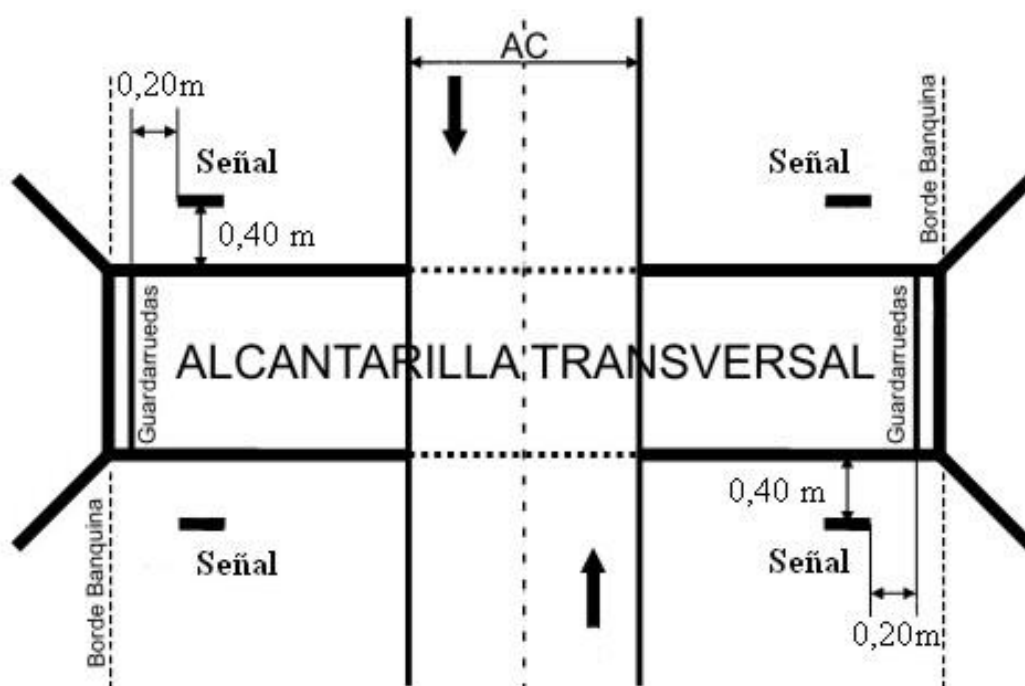 AC
0,20m
Señal
Señal
Borde Banquina
0,40 m
Guardarruedas
ALCANTARILLA TRANSVERSAL
Guardarruedas
0,40 m
Borde Banquina
Señal
Señal
0,20m